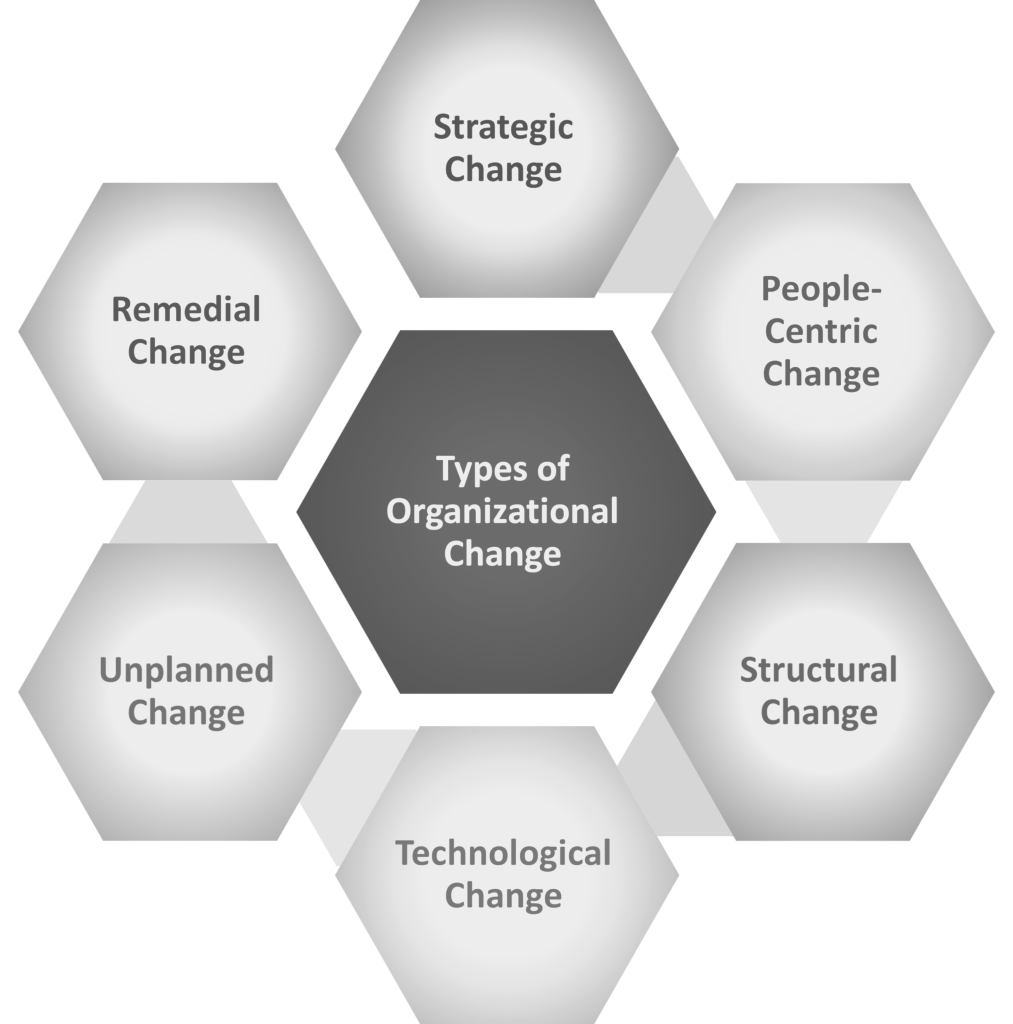 Strategic
Change
People-
Centric
Change
Structural
Change
Technological
Change
Unplanned
Change
Remedial
Change
Types of
Organizational
Change